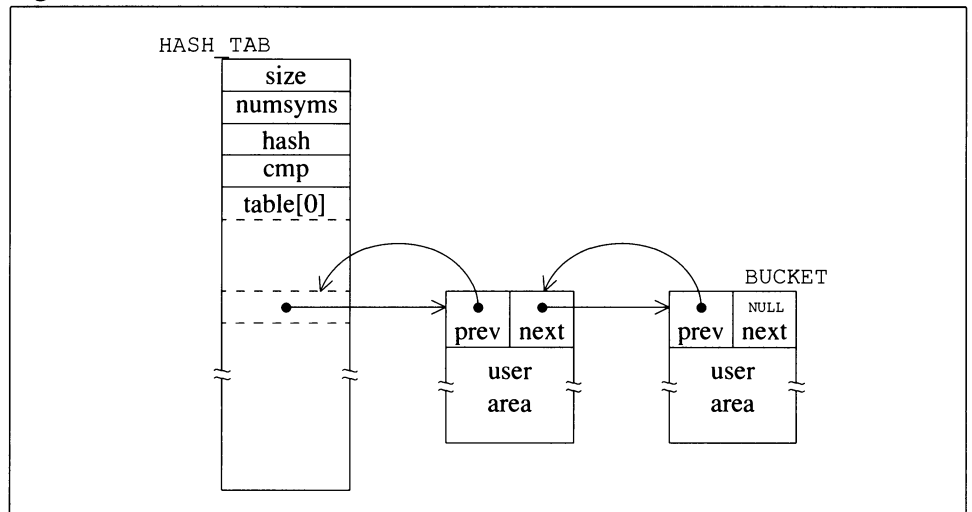 HASH_TAB
size
numsyms
hash
cmp
table[0]
BUCKET
prev next
NULL
prev next
user
area
user
area